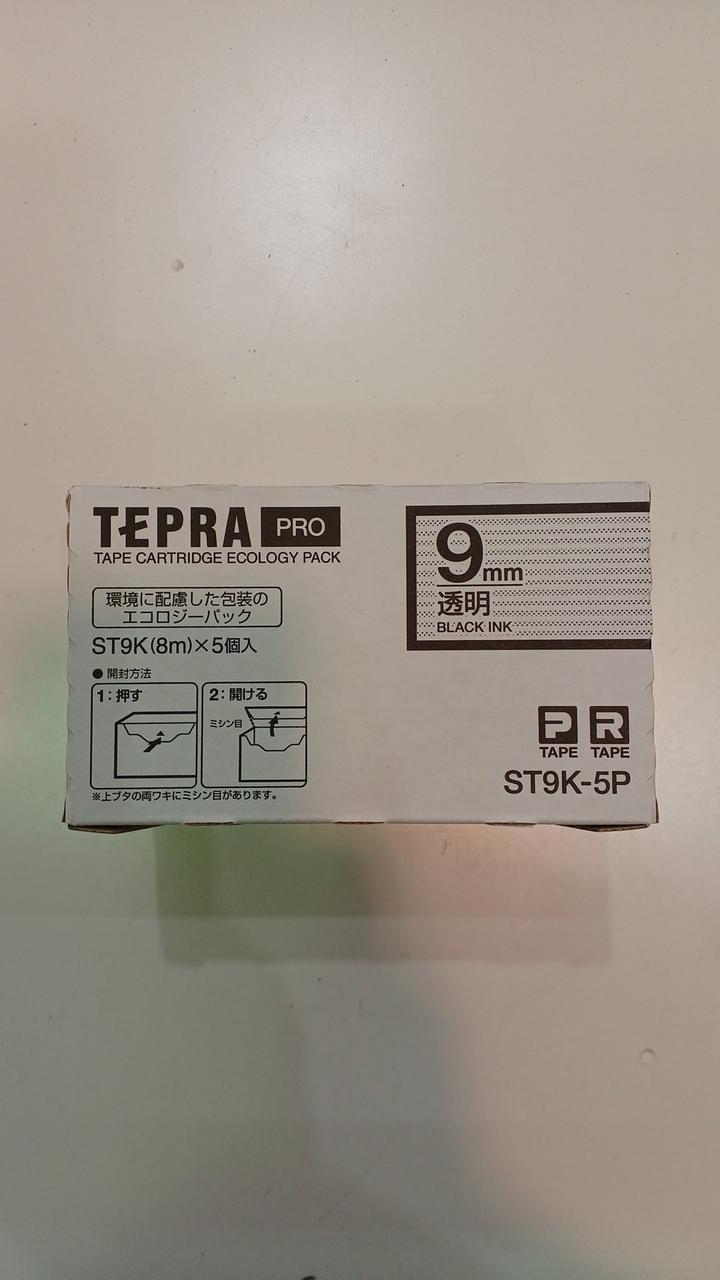 TEPRA PRO
TAPE CARTRIDGE ECOLOGY PACK
環境に配慮した包装の
エコロジーパック
ST9K(8m)×5個入
●開封方法
1:押す
2:開ける
ミシン目
※上ブタの両ワキにミシン目があります。
9mm
透明
BLACK INK
P R
TAPE TAPE
ST9K-5P